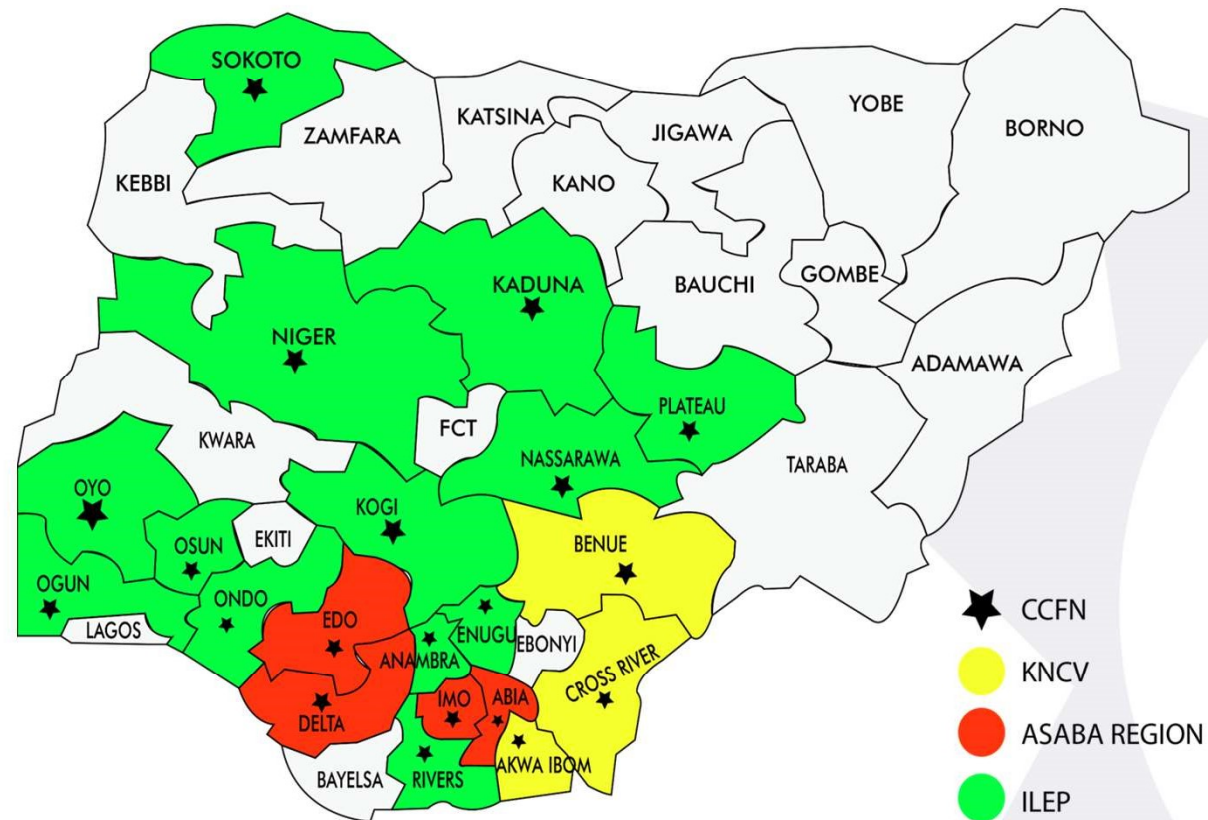 SOKOTO
YOBE
KATSINA
BORNO
JIGAWA
ZAMFARA
KEBBI
KANO
GOMBE
BAUCHI
KADUNA
NIGER
ADAMAWA
PLATEAU
FCT
KWARA
NASSARAWA
TARABA
OYO
KOGI
EKITI
OSUN
BENUE
OGUN
ONDO
EDO
LAGOS
ENUGU
EBONYI
ANAMBRA
CROSS RIVER
IMO
ABIA
DELTA
AKWA IBOM
BAYELSA
RIVERS
CCFN
KNCV
ASABA REGION
ILEP